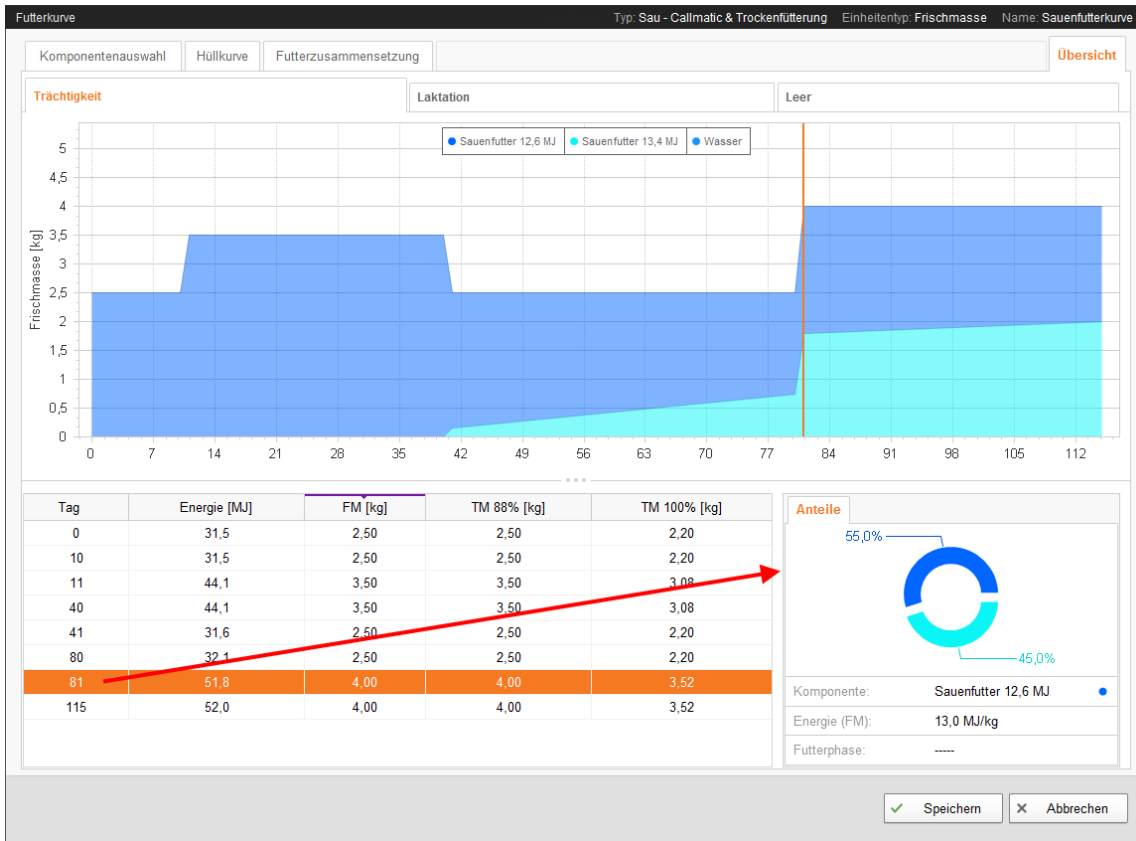 Futterkurve Typ: Sau - Callmatic & Trockenfütterung Einheitentyp: Frischmasse Name: Sauenfutterkurve
Komponentenauswahl Hüllkurve Futterzusammensetzung Übersicht
Trächtigkeit Laktation Leer
Sauenfutter 12,6 MJ Sauenfutter 13,4 MJ Wasser
Frischmasse [kg]
5
4,5
4
3,5
3
2,5
2
1,5
1
0,5
0
0 7 14 21 28 35 42 49 56 63 70 77 84 91 98 105 112
Tag Energie [MJ] FM [kg] TM 88% [kg] TM 100% [kg]
0 31,5 2,50 2,50 2,20
10 31,5 2,50 2,50 2,20
11 44,1 3,50 3,50 3,08
40 44,1 3,50 3,50 3,08
41 31,6 2,50 2,50 2,20
80 32,1 2,50 2,50 2,20
81 51,8 4,00 4,00 3,52
115 52,0 4,00 4,00 3,52
Anteile
55,0%
45,0%
Komponente: Sauenfutter 12,6 MJ
Energie (FM): 13,0 MJ/kg
Futterphase: -----
Speichern Abbrechen